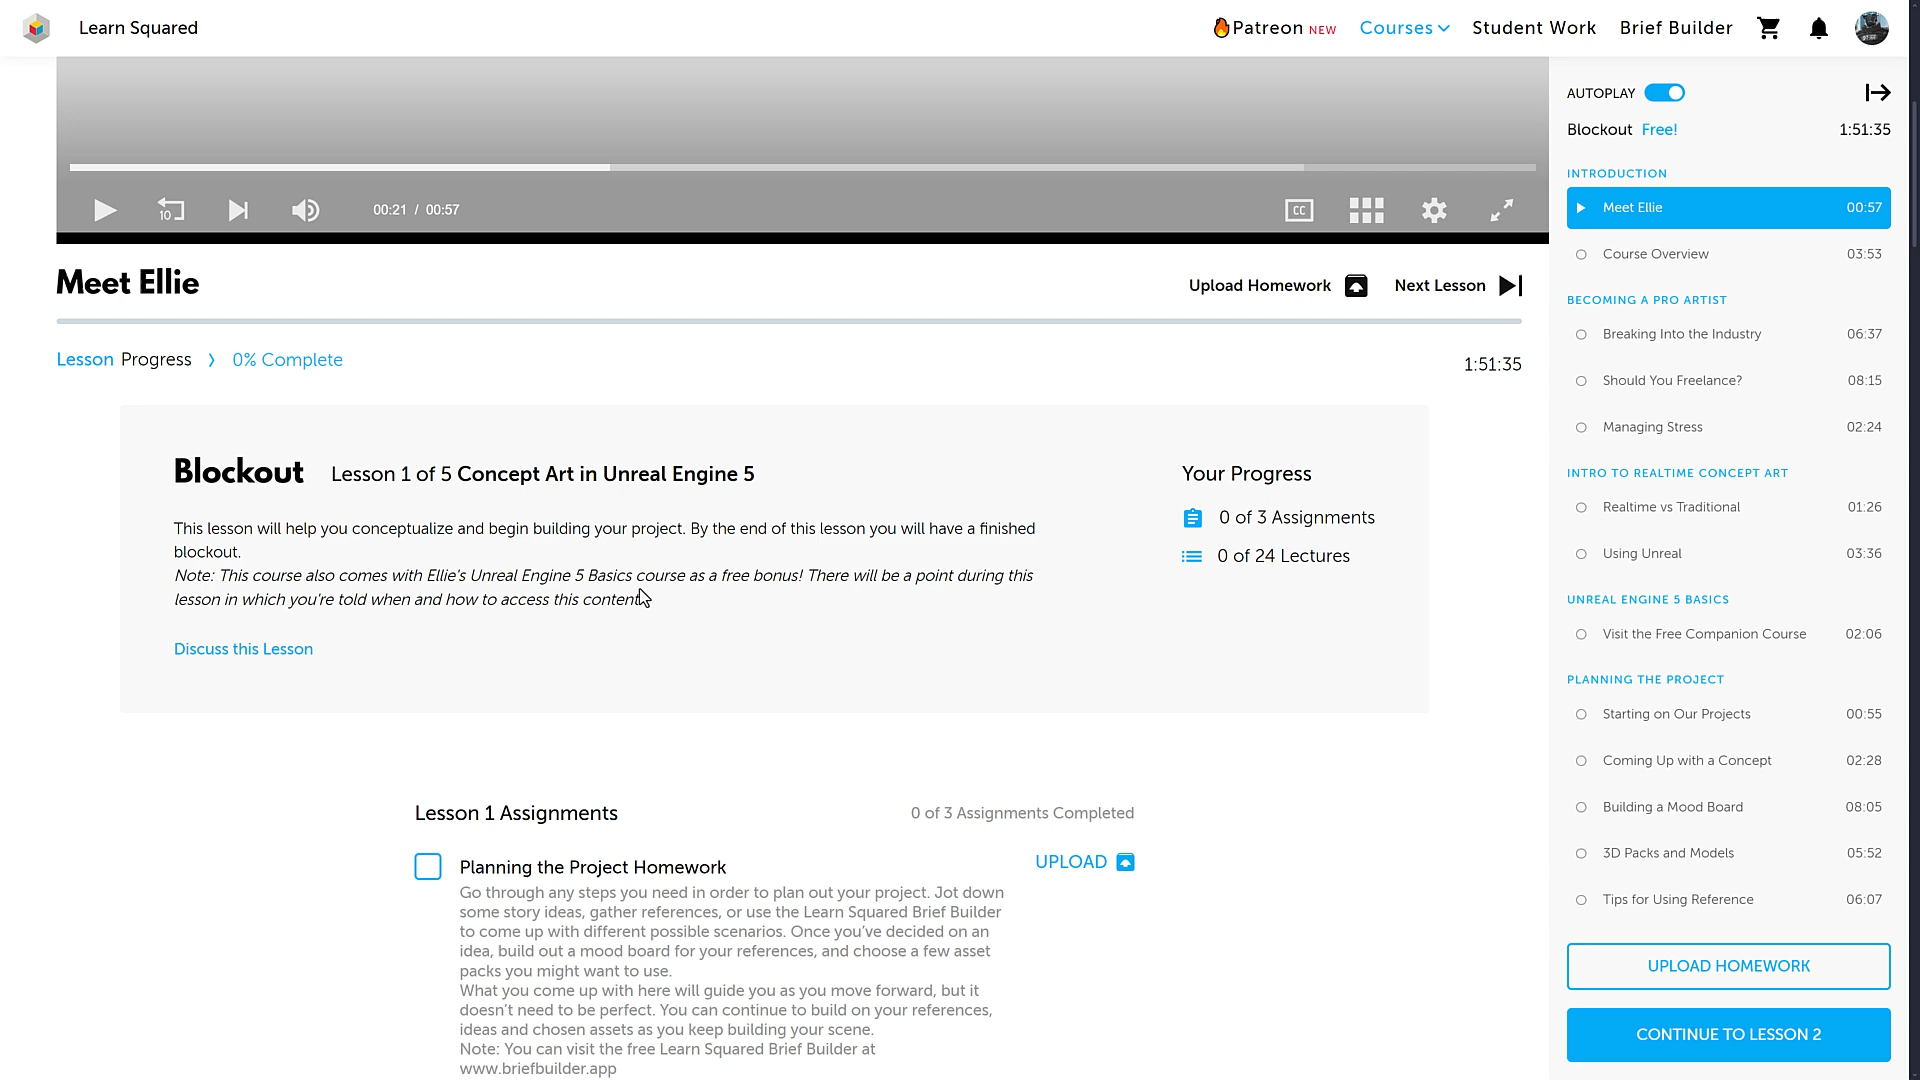 Learn Squared
Patreon NEW
Courses
Student Work
Brief Builder
10
00:21 / 00:57
CC
Meet Ellie
Upload Homework
Next Lesson
Lesson Progress 0% Complete
1:51:35
Blockout
Lesson 1 of 5 Concept Art in Unreal Engine 5
This lesson will help you conceptualize and begin building your project. By the end of this lesson you will have a finished
blockout.
Note: This course also comes with Ellie's Unreal Engine 5 Basics course as a free bonus! There will be a point during this
lesson in which you're told when and how to access this content.
Discuss this Lesson
Your Progress
0 of 3 Assignments
0 of 24 Lectures
Lesson 1 Assignments
0 of 3 Assignments Completed
Planning the Project Homework
UPLOAD
Go through any steps you need in order to plan out your project. Jot down
some story ideas, gather references, or use the Learn Squared Brief Builder
to come up with different possible scenarios. Once you've decided on an
idea, build out a mood board for your references, and choose a few asset
packs you might want to use.
What you come up with here will guide you as you move forward, but it
doesn't need to be perfect. You can continue to build on your references,
ideas and chosen assets as you keep building your scene.
Note: You can visit the free Learn Squared Brief Builder at
www.briefbuilder.app
AUTOPLAY
Blockout Free! 1:51:35
INTRODUCTION
Meet Ellie 00:57
Course Overview 03:53
BECOMING A PRO ARTIST
Breaking Into the Industry 06:37
Should You Freelance? 08:15
Managing Stress 02:24
INTRO TO REALTIME CONCEPT ART
Realtime vs Traditional 01:26
Using Unreal 03:36
UNREAL ENGINE 5 BASICS
Visit the Free Companion Course 02:06
PLANNING THE PROJECT
Starting on Our Projects 00:55
Coming Up with a Concept 02:28
Building a Mood Board 08:05
3D Packs and Models 05:52
Tips for Using Reference 06:07
UPLOAD HOMEWORK
CONTINUE TO LESSON 2